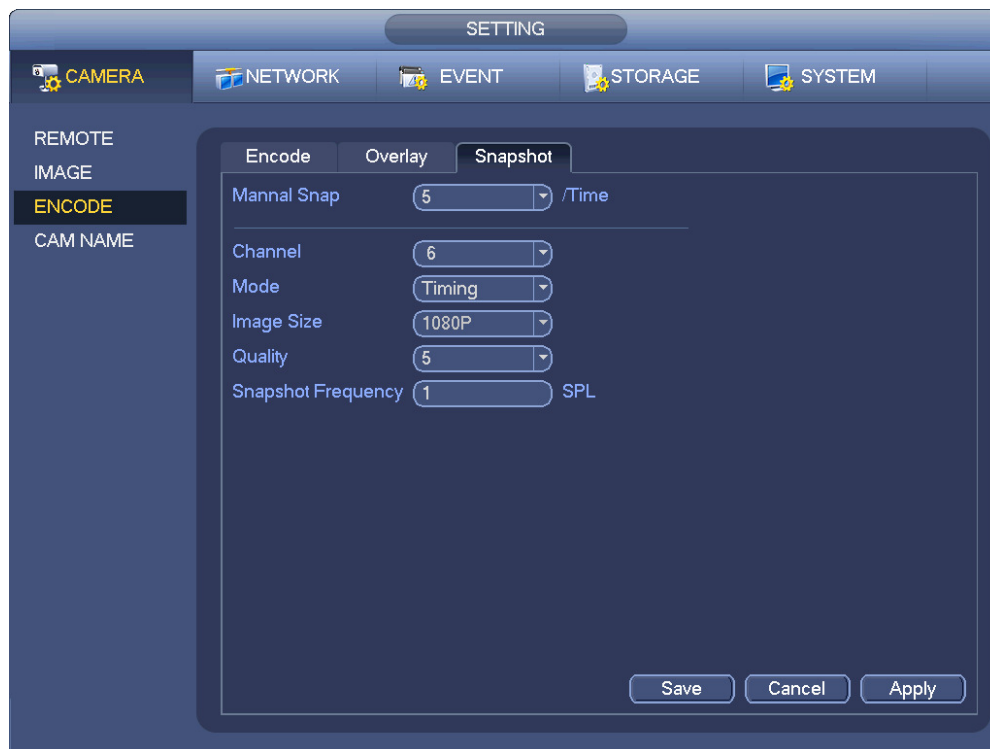 SETTING
CAMERA NETWORK EVENT STORAGE SYSTEM
REMOTE
IMAGE
ENCODE
CAM NAME
Encode Overlay Snapshot
Mannal Snap 5 /Time
Channel 6
Mode Timing
Image Size 1080P
Quality 5
Snapshot Frequency 1 SPL
Save Cancel Apply